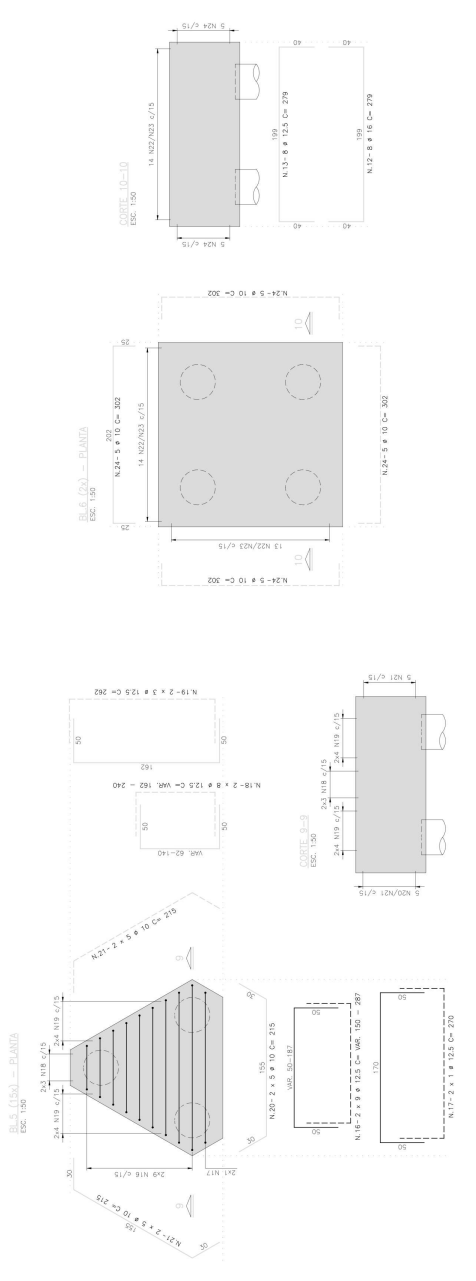 BL.5 (15x) - PLANTA
ESC. 1:50
2x4 N19 c/15
2x3 N18 c/15
2x4 N19 c/15
30
N.21- 2 x 5 ø 10 C= 215
155
30
2x9 N16 c/15
2x1 N17
9
9
N.21- 2 x 5 ø 10 C= 215
30
155
30
N.20- 2 x 5 ø 10 C= 215
VAR. 50-187
50
50
N.16- 2 x 9 ø 12.5 C= VAR. 150 - 287
170
50
50
N.17- 2 x 1 ø 12.5 C= 270
VAR. 62-140
50
50
N.18- 2 x 8 ø 12.5 C= VAR. 162 - 240
162
50
50
N.19- 2 x 3 ø 12.5 C= 262
CORTE 9-9
ESC. 1:50
2x4 N19 c/15
2x3 N18 c/15
2x4 N19 c/15
5 N20/N21 c/15
5 N21 c/15
BL.6 (2x) - PLANTA
ESC. 1:50
25
202
25
N.24- 5 ø 10 C= 302
14 N22/N23 c/15
13 N22/N23 c/15
N.24- 5 ø 10 C= 302
10
10
N.24- 5 ø 10 C= 302
N.24- 5 ø 10 C= 302
CORTE 10-10
ESC. 1:50
14 N22/N23 c/15
5 N24 c/15
5 N24 c/15
40
199
40
N.13- 8 ø 12.5 C= 279
40
199
40
N.12- 8 ø 16 C= 279